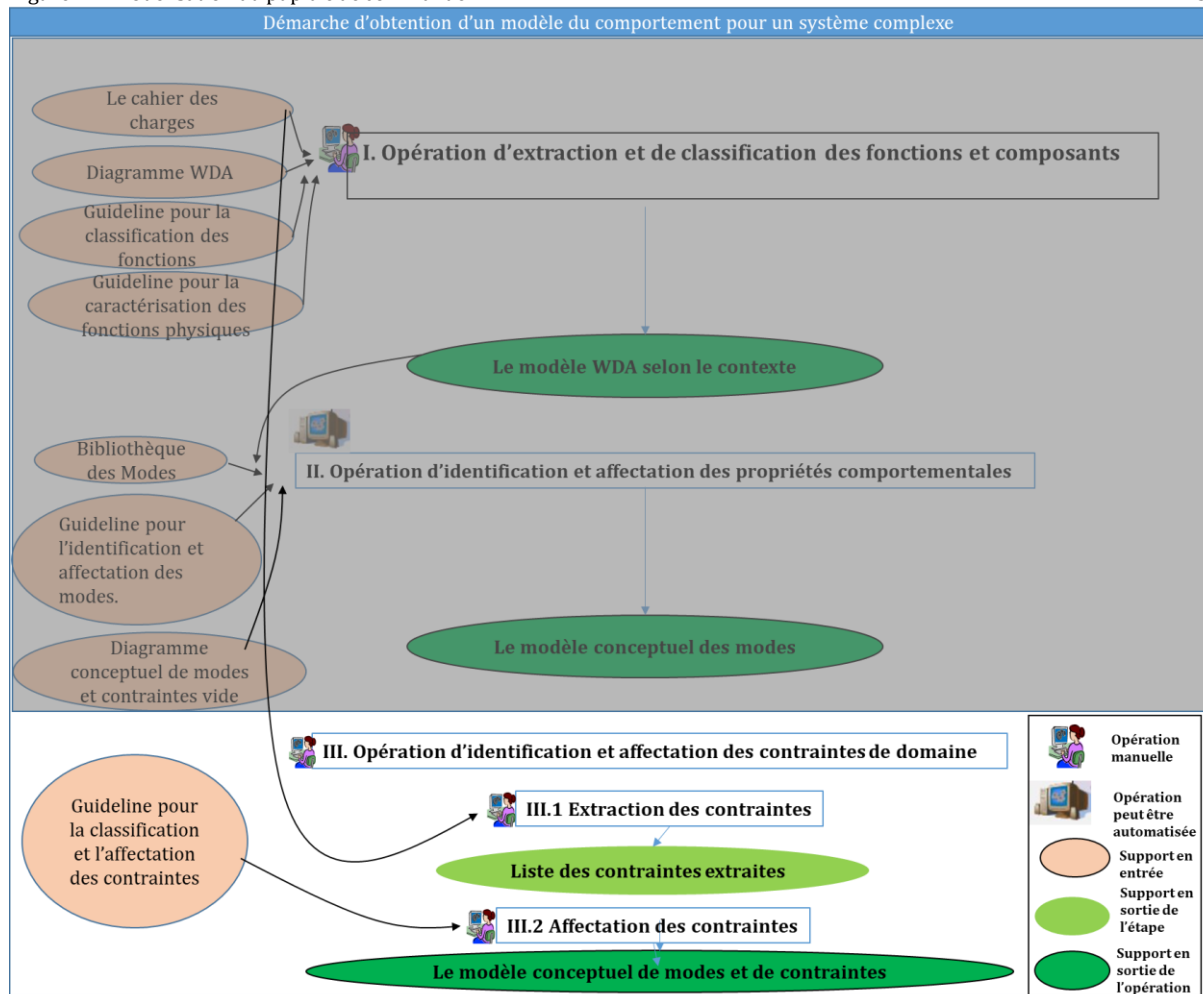 Démarche d'obtention d'un modèle du comportement pour un système complexe
Le cahier des
charges
I. Opération d'extraction et de classification des fonctions et composants
Diagramme WDA
Guideline pour la
classification des
fonctions
Guideline pour la
caractérisation des
fonctions physiques
Le modèle WDA selon le contexte
Bibliothèque
des Modes
II. Opération d'identification et affectation des propriétés comportementales
Guideline pour
l'identification et
affectation des
modes.
Le modèle conceptuel des modes
Diagramme
conceptuel de modes
et contraintes vide
III. Opération d'identification et affectation des contraintes de domaine
Guideline pour
la classification
et l'affectation
des contraintes
III.1 Extraction des contraintes
Liste des contraintes extraites
III.2 Affectation des contraintes
Le modèle conceptuel de modes et de contraintes
Opération
manuelle
Opération
peut être
automatisée
Support en
entrée
Support en
sortie de
l'étape
Support en
sortie de
l'opération